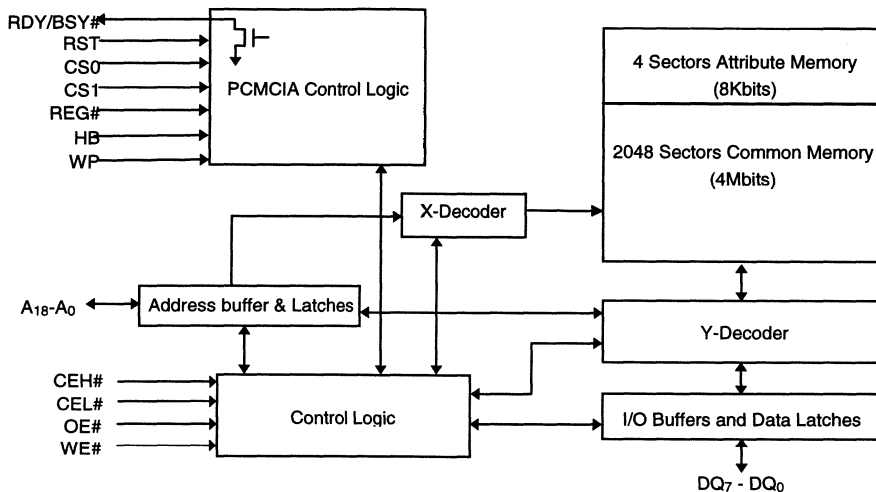 RDY/BSY#
RST
CS0
CS1
REG#
HB
WP
PCMCIA Control Logic
4 Sectors Attribute Memory
(8Kbits)
2048 Sectors Common Memory
(4Mbits)
X-Decoder
A18-A0
Address buffer & Latches
Y-Decoder
CEH#
CEL#
OE#
WE#
Control Logic
I/O Buffers and Data Latches
DQ7 - DQ0